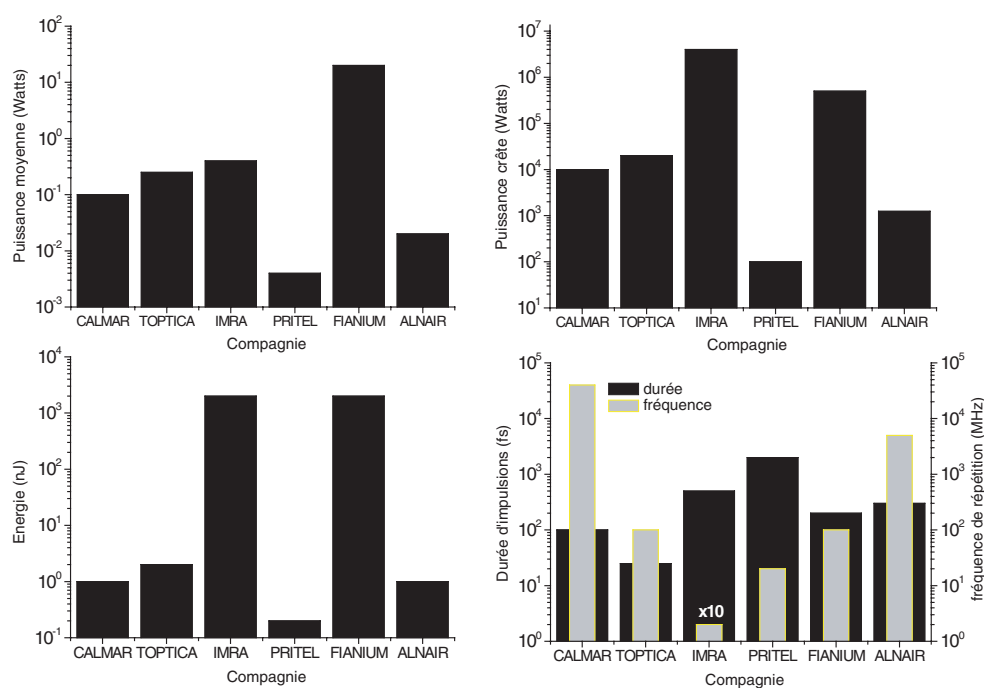 Puissance moyenne (Watts)
10²
10¹
10⁰
10⁻¹
10⁻²
10⁻³
CALMAR TOPTICA IMRA PRITEL FIANIUM ALNAIR
Compagnie
Puissance crête (Watts)
10⁷
10⁶
10⁵
10⁴
10³
10²
10¹
CALMAR TOPTICA IMRA PRITEL FIANIUM ALNAIR
Compagnie
Energie (nJ)
10⁴
10³
10²
10¹
10⁰
10⁻¹
CALMAR TOPTICA IMRA PRITEL FIANIUM ALNAIR
Compagnie
Durée d'impulsions (fs)
10⁵
10⁴
10³
10²
10¹
10⁰
durée
fréquence
x10
CALMAR TOPTICA IMRA PRITEL FIANIUM ALNAIR
Compagnie
10⁵
10⁴
10³
10²
10¹
10⁰
fréquence de répétition (MHz)